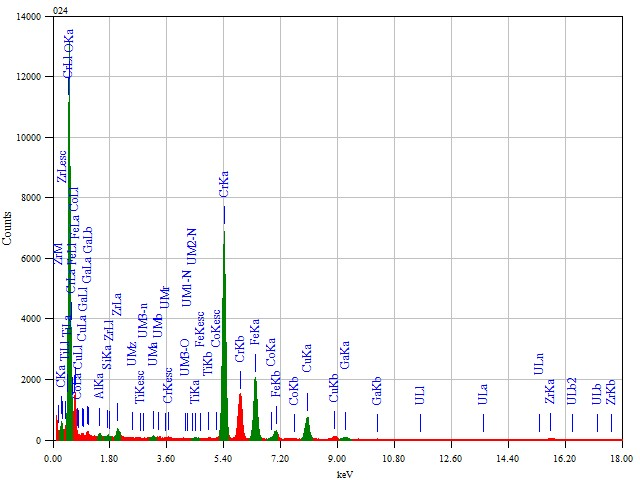 024
14000
12000
10000
8000
6000
4000
2000
0
Counts
0.00
1.80
3.60
5.40
7.20
9.00
10.80
12.60
14.40
16.20
18.00
keV
CrLl OKa
ZrLesc
ZrM
CKa
TiLl TiLa
CrLa FeLl FeLa CoLl
CoLa CuLl
CuLa GaLl
GaLa GaLb
AlKa
SiKa ZrLl
ZrLa
UMz
TiKesc
UM3-n
UMa
UMb
UMr
CrKesc
UM3-O
UM1-N
UM2-N
TiKa
FeKesc
TiKb
CoKesc
CrKa
CrKb
FeKa
CoKa
FeKb
CoKb
CuKa
CuKb
GaKa
GaKb
ULl
ULa
ULn
ZrKa
ULb2
ULb
ZrKb